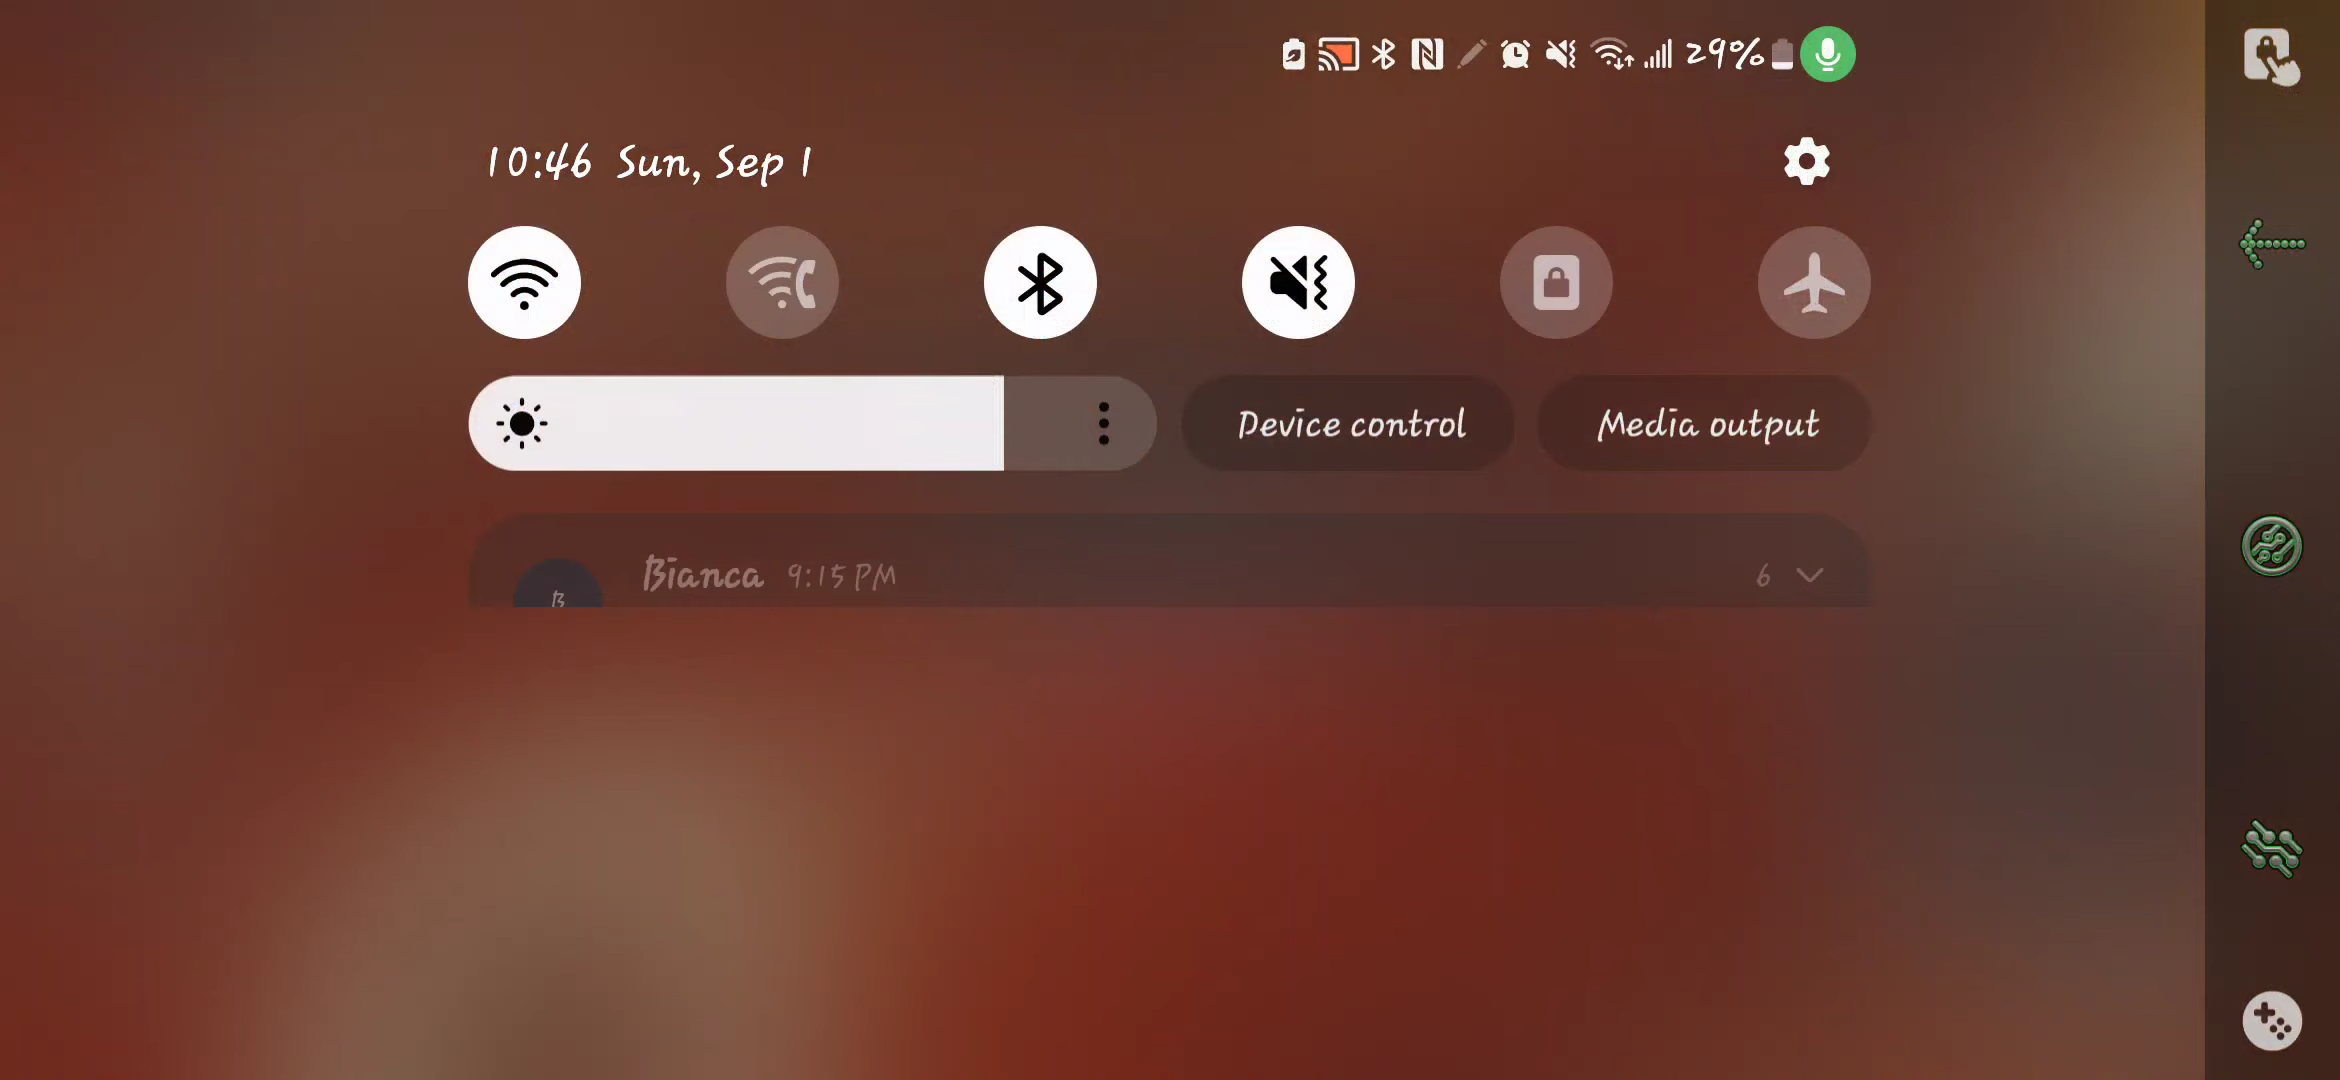 29%
10:46 Sun, Sep 1
Device control
Media output
Bianca 9:15 PM
6
B